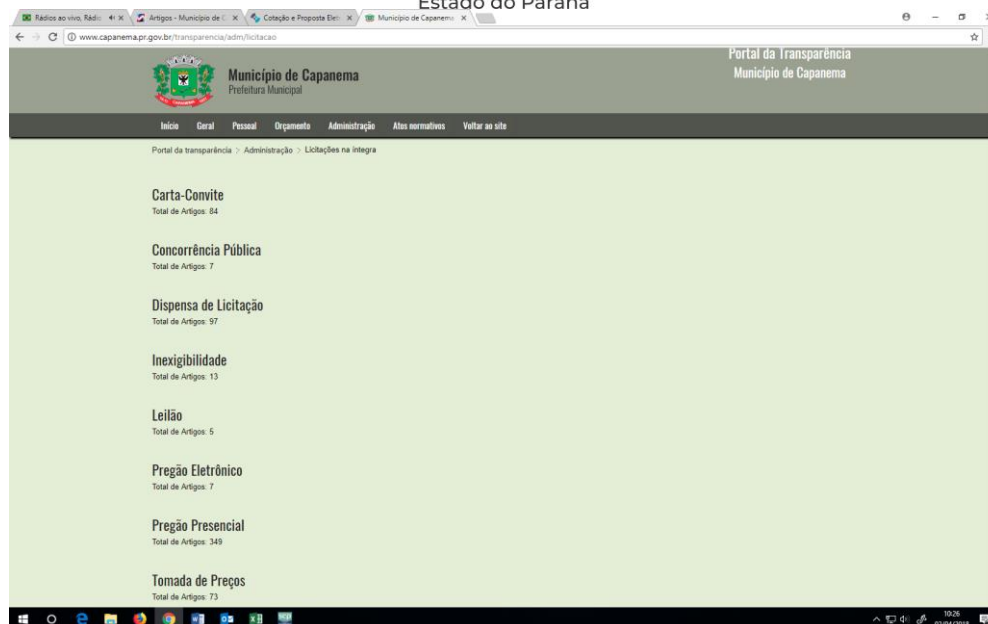 Estado do Paraná
Rádios ao vivo, Rádio
Artigos - Município de C
Cotação e Proposta Elet
Município de Capanema
www.capanema.pr.gov.br/transparencia/adm/licitacao
Portal da Transparência
Município de Capanema
Município de Capanema
Prefeitura Municipal
Início Geral Pessoal Orçamento Administração Atos normativos Voltar ao site
Portal da transparência > Administração > Licitações na íntegra
Carta-Convite
Total de Artigos: 84
Concorrência Pública
Total de Artigos: 7
Dispensa de Licitação
Total de Artigos: 97
Inexigibilidade
Total de Artigos: 13
Leilão
Total de Artigos: 5
Pregão Eletrônico
Total de Artigos: 7
Pregão Presencial
Total de Artigos: 349
Tomada de Preços
Total de Artigos: 73
10:26